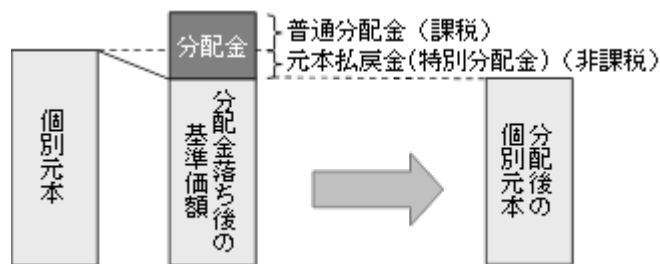 分配金
普通分配金（課税）
元本払戻金(特別分配金)（非課税）
個別元本
分配金落ち後の
基準価額
分配後の
個別元本